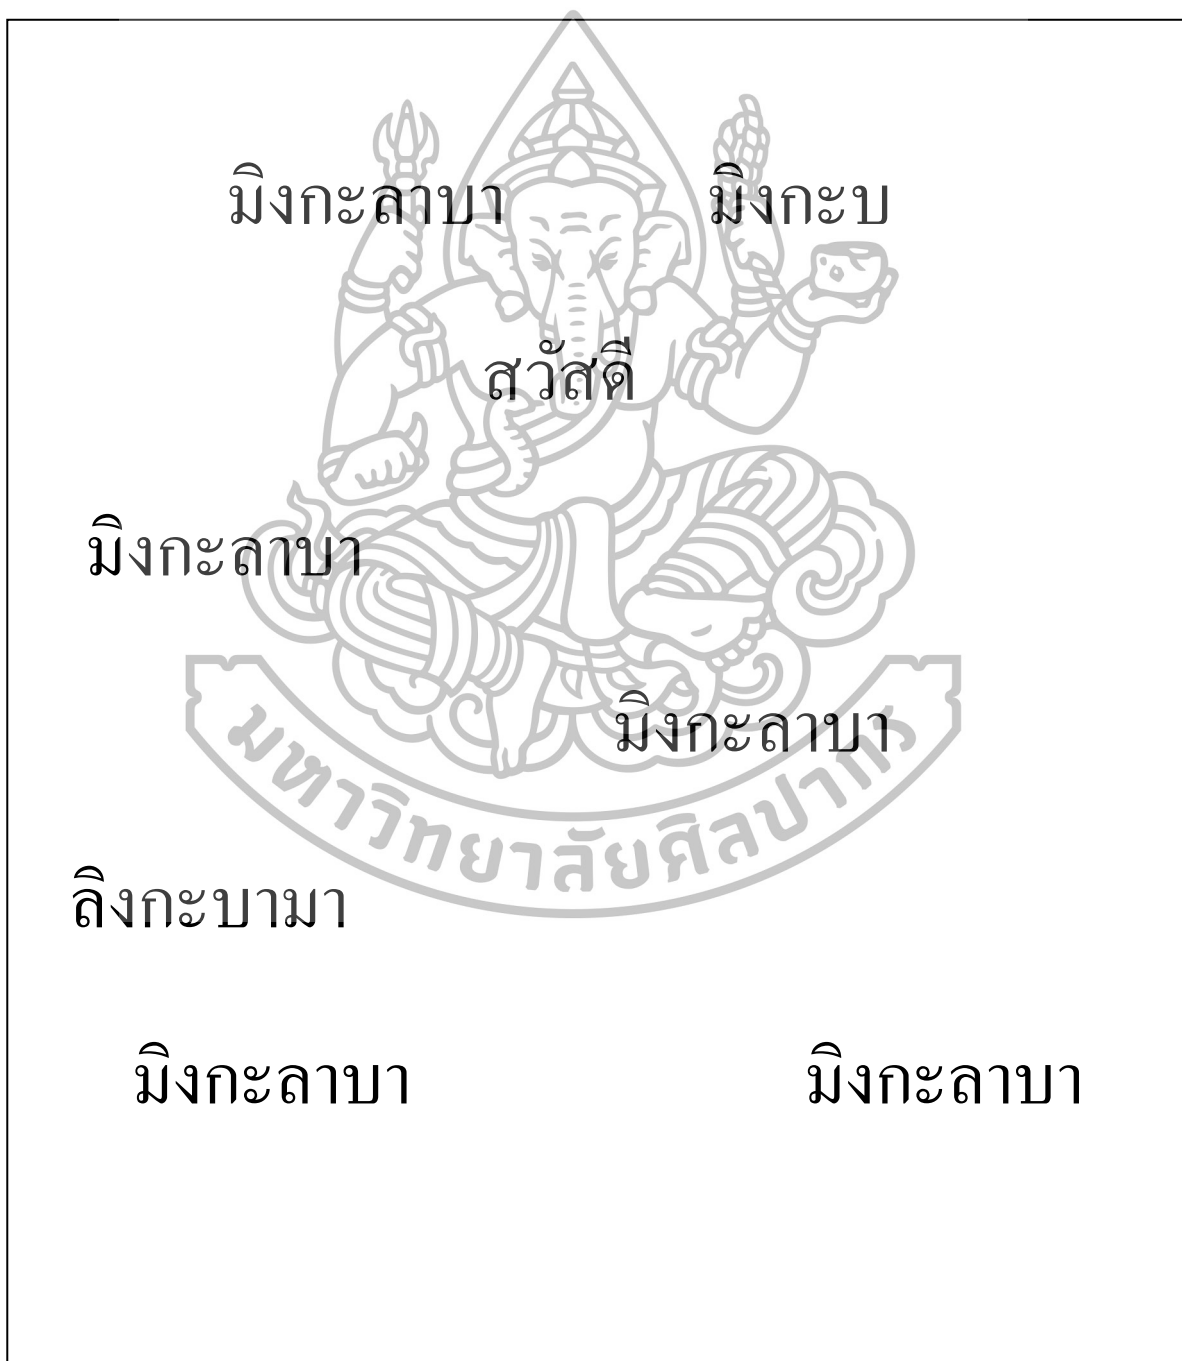 มิงกะลาบา มิงกะบ
สวัสดี
มิงกะลาบา
มิงกะลาบา
มหาวิทยาลัยศิลปากร
ลิงกะบามา
มิงกะลาบา มิงกะลาบา